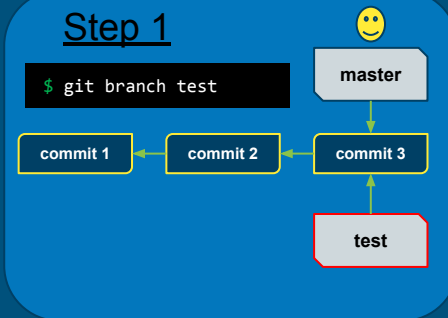 Step 1
$ git branch test
master
commit 1
commit 2
commit 3
test